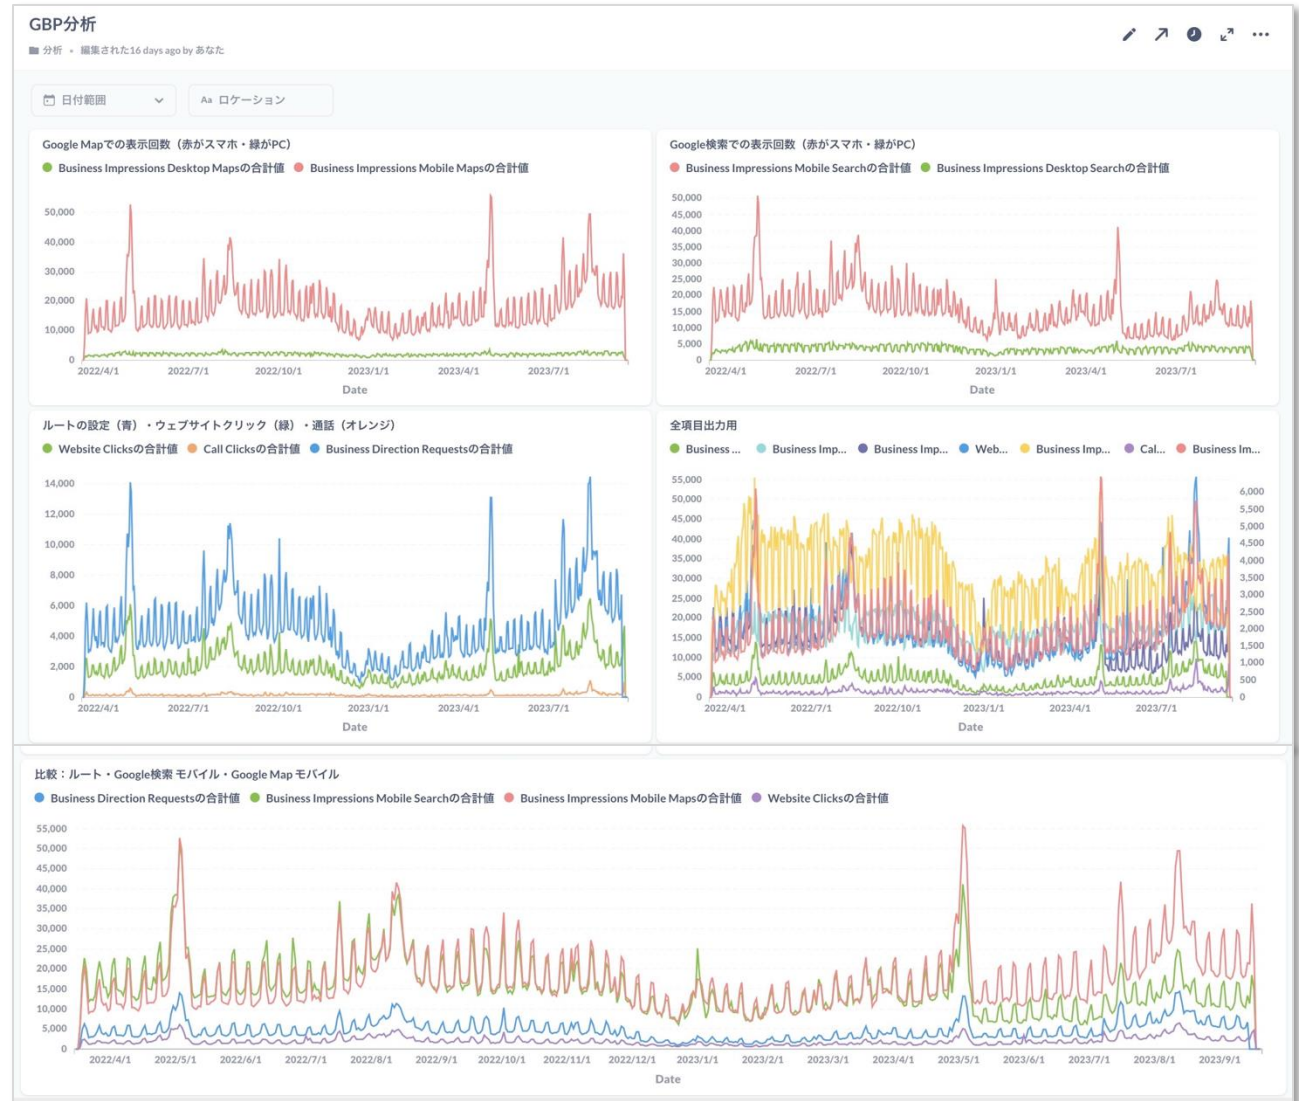 GBP分析
分析 • 編集された16 days ago by あなた
日付範囲
Aa ロケーション
Google Mapでの表示回数（赤がスマホ・緑がPC）
Business Impressions Desktop Mapsの合計値 Business Impressions Mobile Mapsの合計値
50,000
40,000
30,000
20,000
10,000
0
2022/4/1 2022/7/1 2022/10/1 2023/1/1 2023/4/1 2023/7/1
Date
Google検索での表示回数（赤がスマホ・緑がPC）
Business Impressions Mobile Searchの合計値 Business Impressions Desktop Searchの合計値
50,000
45,000
40,000
35,000
30,000
25,000
20,000
15,000
10,000
5,000
0
2022/4/1 2022/7/1 2022/10/1 2023/1/1 2023/4/1 2023/7/1
Date
ルートの設定（青）・ウェブサイトクリック（緑）・通話（オレンジ）
Website Clicksの合計値 Call Clicksの合計値 Business Direction Requestsの合計値
14,000
12,000
10,000
8,000
6,000
4,000
2,000
0
2022/4/1 2022/7/1 2022/10/1 2023/1/1 2023/4/1 2023/7/1
Date
全項目出力用
Business ... Business Imp... Business Imp... Web... Business Imp... Cal... Business Im...
55,000
50,000
45,000
40,000
35,000
30,000
25,000
20,000
15,000
10,000
5,000
0
6,000
5,500
5,000
4,500
4,000
3,500
3,000
2,500
2,000
1,500
1,000
500
0
2022/4/1 2022/7/1 2022/10/1 2023/1/1 2023/4/1 2023/7/1
Date
比較：ルート・Google検索 モバイル・Google Map モバイル
Business Direction Requestsの合計値 Business Impressions Mobile Searchの合計値 Business Impressions Mobile Mapsの合計値 Website Clicksの合計値
55,000
50,000
45,000
40,000
35,000
30,000
25,000
20,000
15,000
10,000
5,000
0
2022/4/1 2022/5/1 2022/6/1 2022/7/1 2022/8/1 2022/9/1 2022/10/1 2022/11/1 2022/12/1 2023/1/1 2023/2/1 2023/3/1 2023/4/1 2023/5/1 2023/6/1 2023/7/1 2023/8/1 2023/9/1
Date